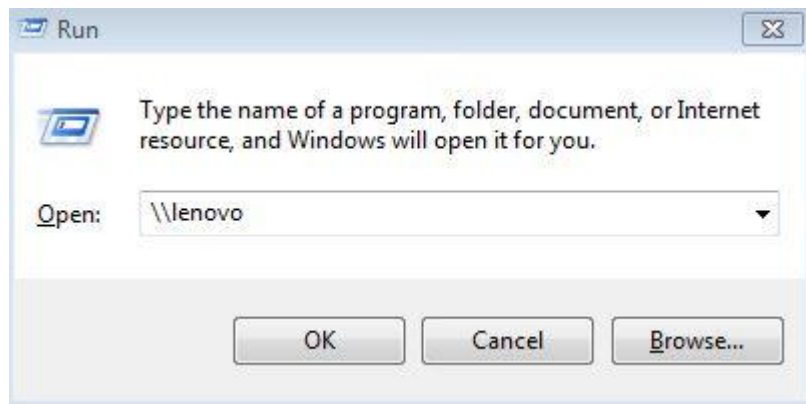 Run
Type the name of a program, folder, document, or Internet
resource, and Windows will open it for you.
Open: \\lenovo
OK Cancel Browse...